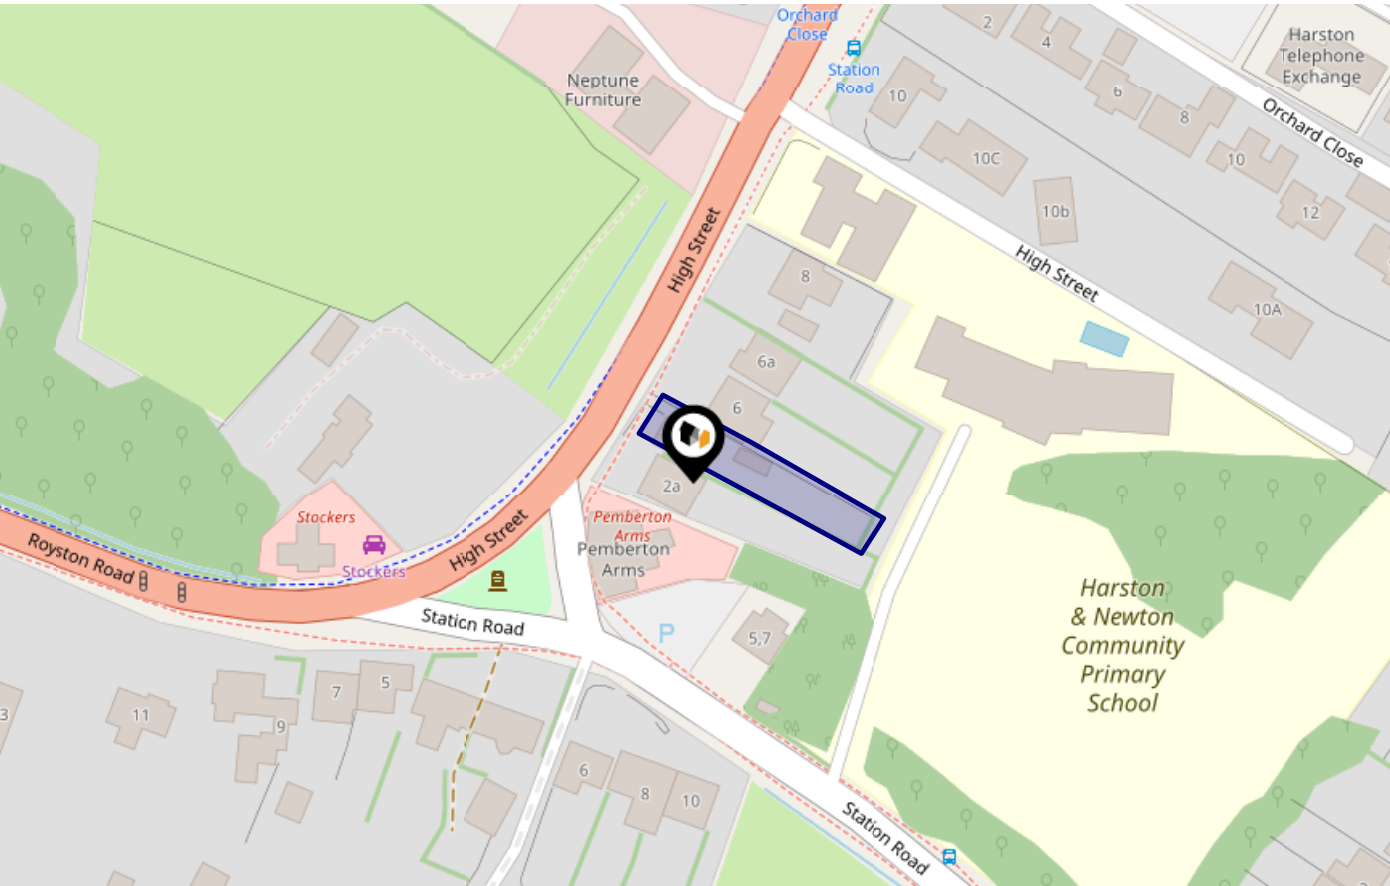 Orchard
Close
2
4
Harston
Telephone
Exchange
Station
Road
Neptune
Furniture
10
6
8
Orchard Close
10C
10
10b
12
High Street
High Street
8
10A
6a
6
2a
Stockers
Pemberton
Arms
Pemberton
Arms
High Street
Royston Road
Stockers
Station Road
P
5,7
Harston
& Newton
Community
Primary
School
3
11
7
5
9
6
8
10
Station Road